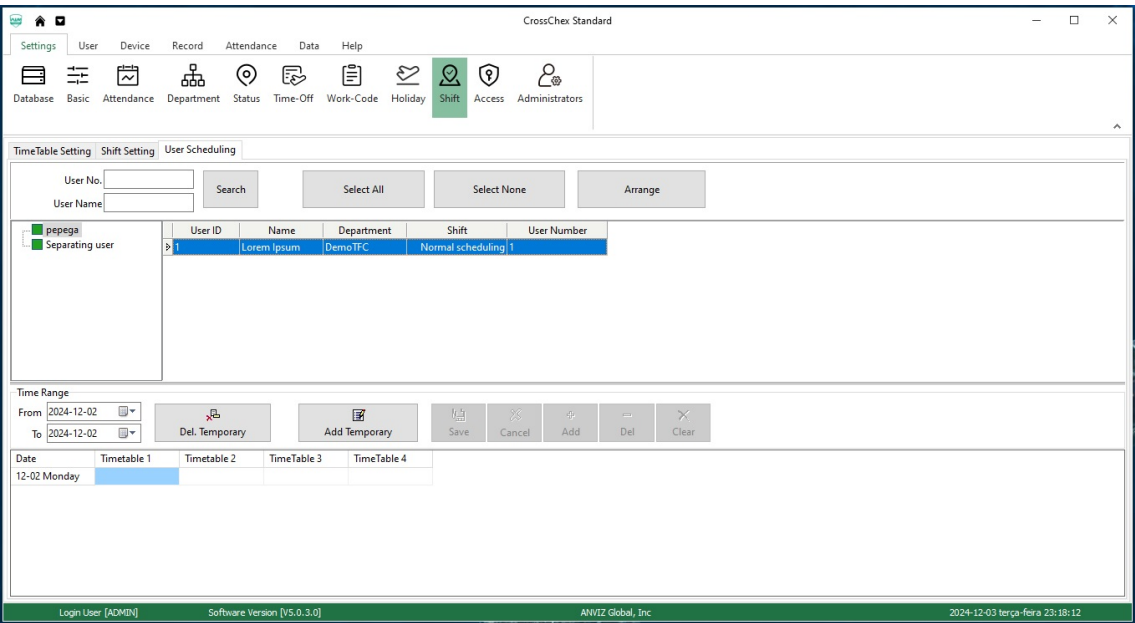 CrossChex Standard
Settings User Device Record Attendance Data Help
Database Basic Attendance Department Status Time-Off Work-Code Holiday Shift Access Administrators
TimeTable Setting Shift Setting User Scheduling
User No. Search Select All Select None Arrange
User Name
pepega
Separating user
User ID Name Department Shift User Number
1 Lorem Ipsum DemoTFC Normal scheduling 1
Time Range
From 2024-12-02
To 2024-12-02
Del. Temporary Add Temporary Save Cancel Add Del Clear
Date Timetable 1 Timetable 2 TimeTable 3 TimeTable 4
12-02 Monday
Login User [ADMIN] Software Version [V5.0.3.0] ANVIZ Global, Inc 2024-12-03 terça-feira 23:18:12